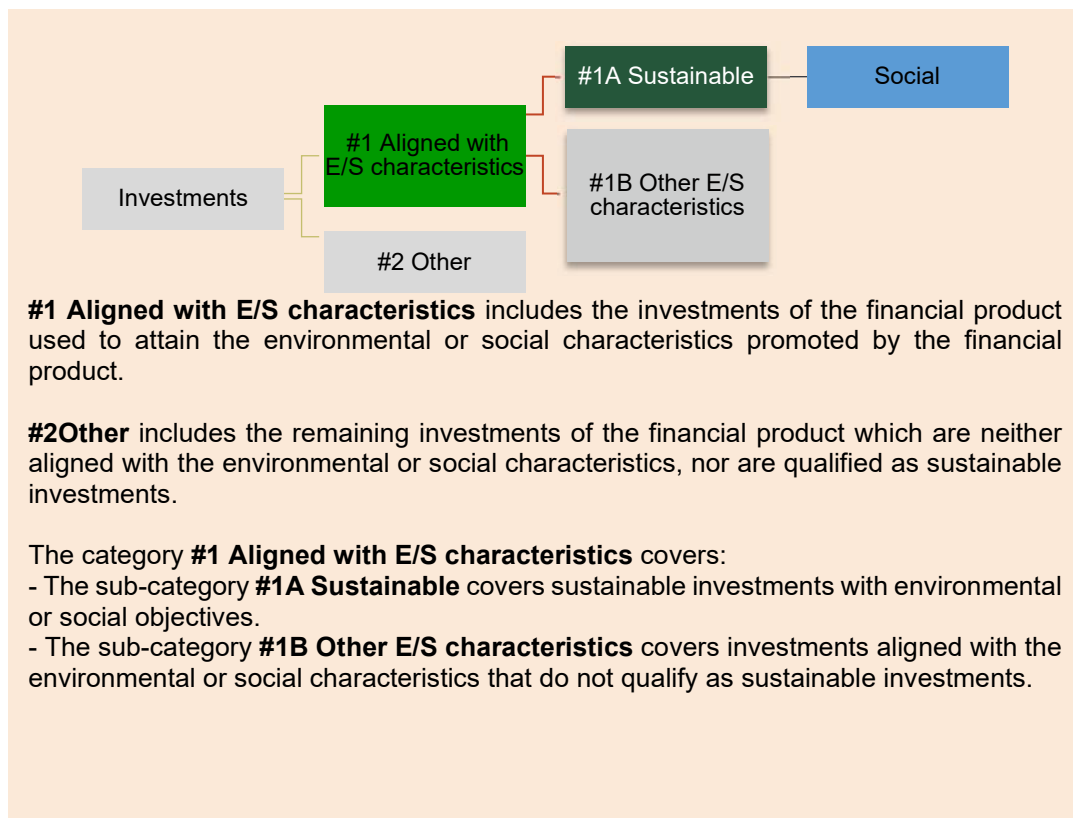 #1A Sustainable
Social
#1 Aligned with
E/S characteristics
#1B Other E/S
characteristics
Investments
#2 Other
#1 Aligned with E/S characteristics includes the investments of the financial product
used to attain the environmental or social characteristics promoted by the financial
product.
#2Other includes the remaining investments of the financial product which are neither
aligned with the environmental or social characteristics, nor are qualified as sustainable
investments.
The category #1 Aligned with E/S characteristics covers:
- The sub-category #1A Sustainable covers sustainable investments with environmental
or social objectives.
- The sub-category #1B Other E/S characteristics covers investments aligned with the
environmental or social characteristics that do not qualify as sustainable investments.